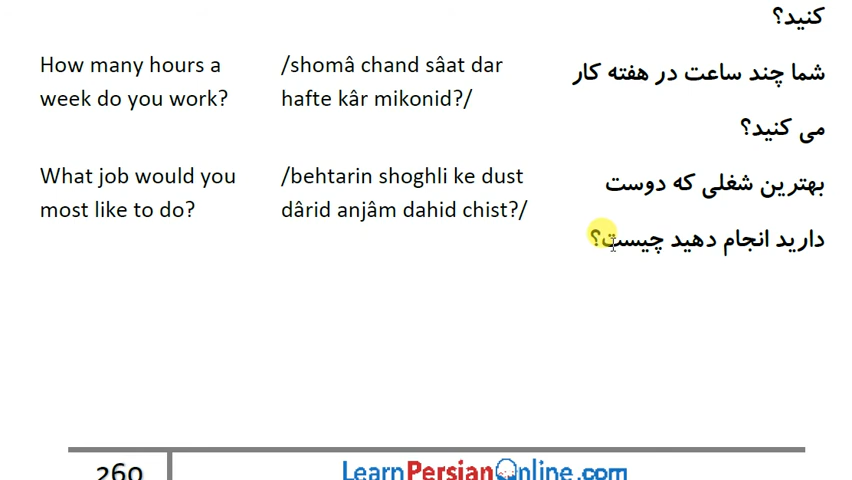 کنید؟
How many hours a
week do you work?
/shomâ chand sâat dar
hafte kâr mikonid?/
شما چند ساعت در هفته کار
می کنید؟
What job would you
most like to do?
/behtarin shoghli ke dust
dârid anjâm dahid chist?/
بهترین شغلی که دوست
دارید انجام دهید چیست؟
260
LearnPersianOnline.com